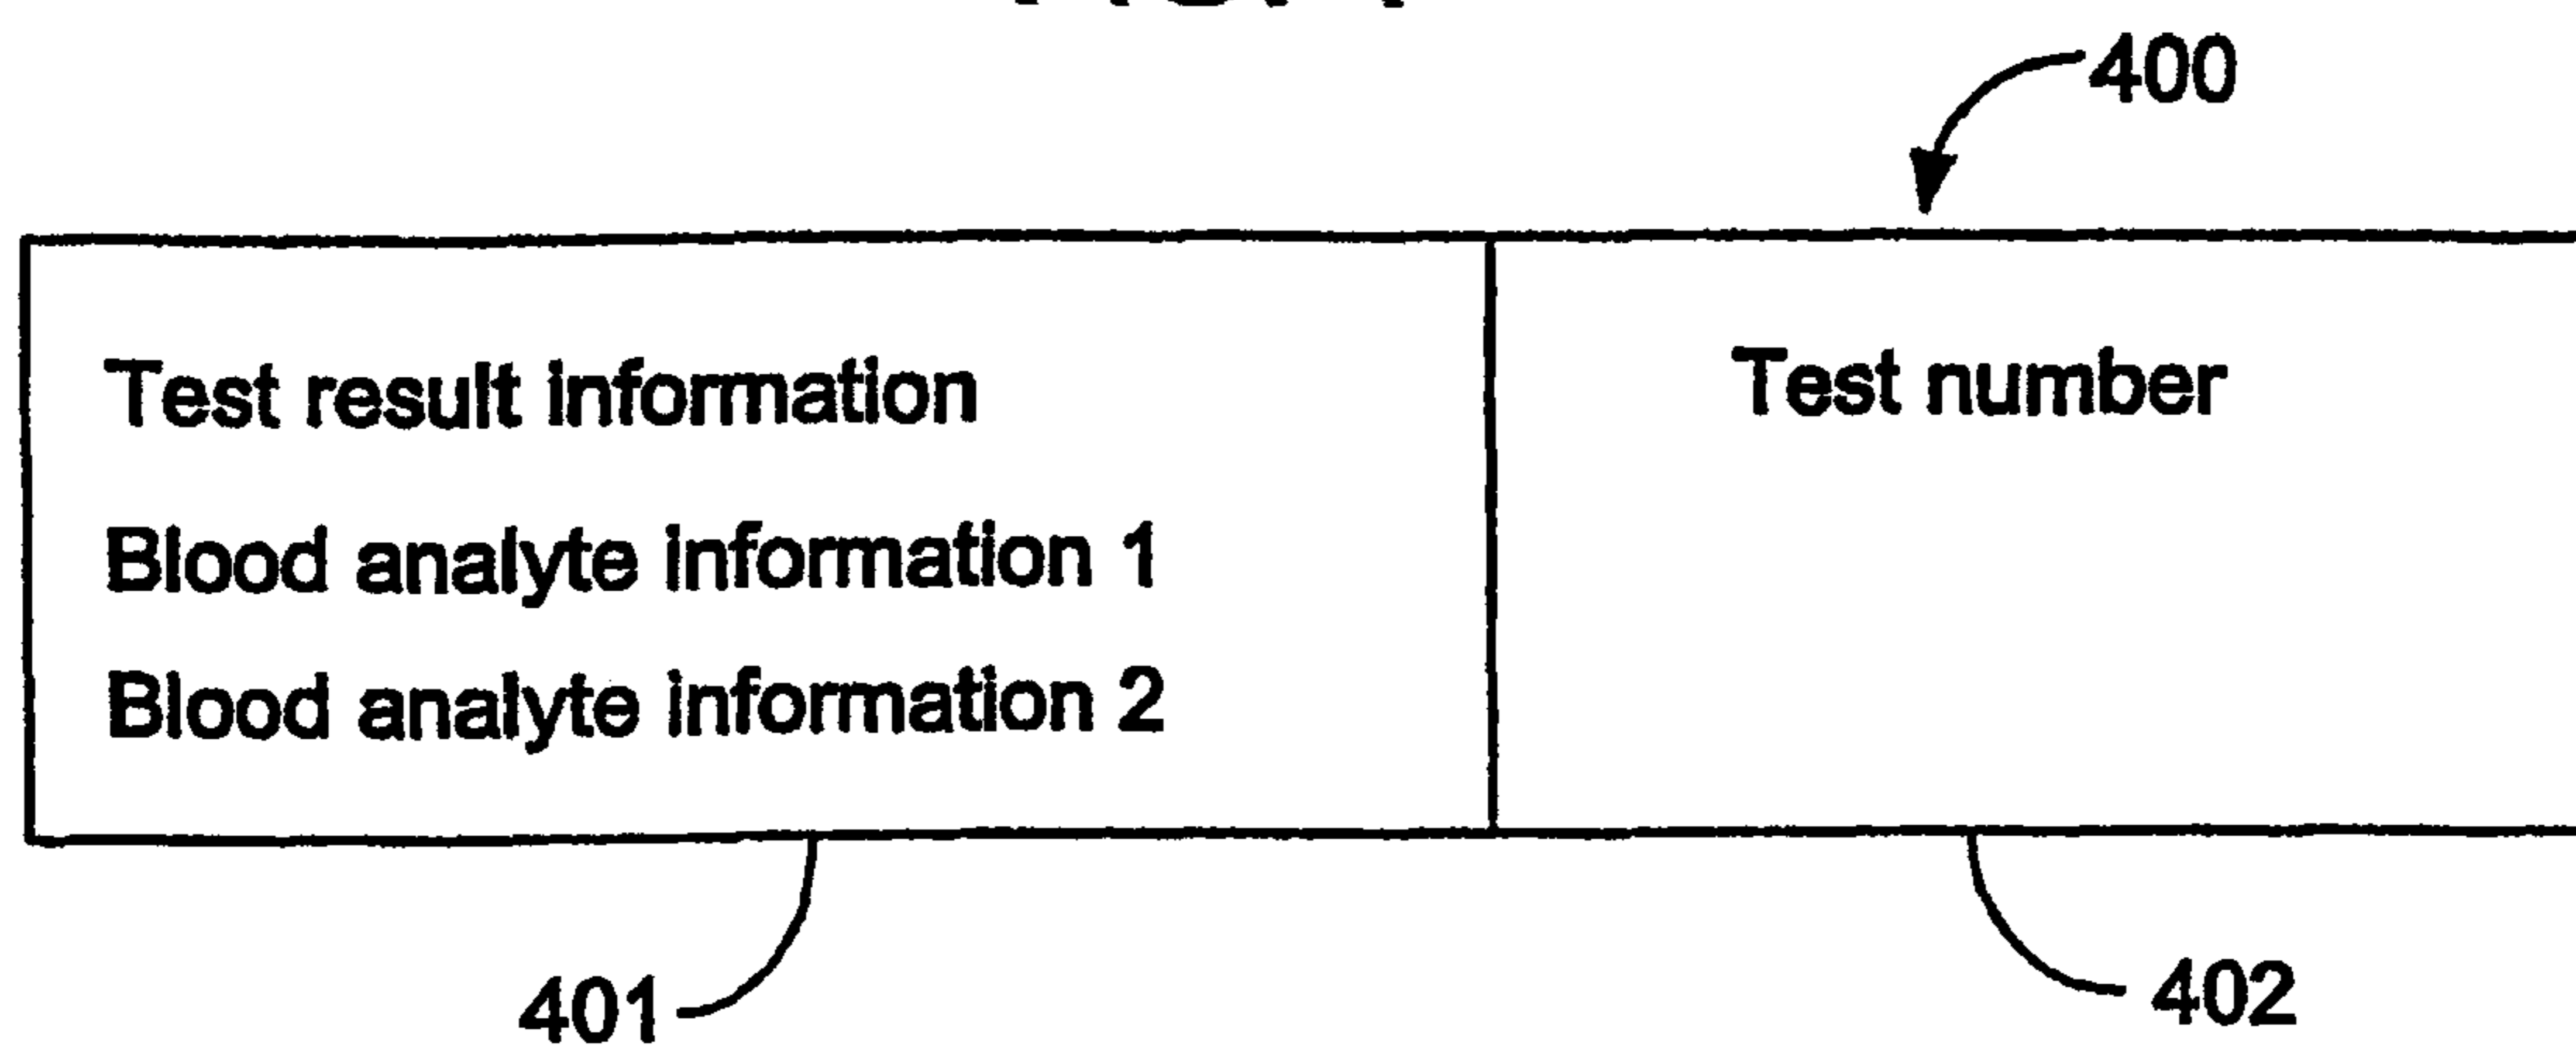 400
Test result information
Test number
Blood analyte information 1
Blood analyte information 2
401
402